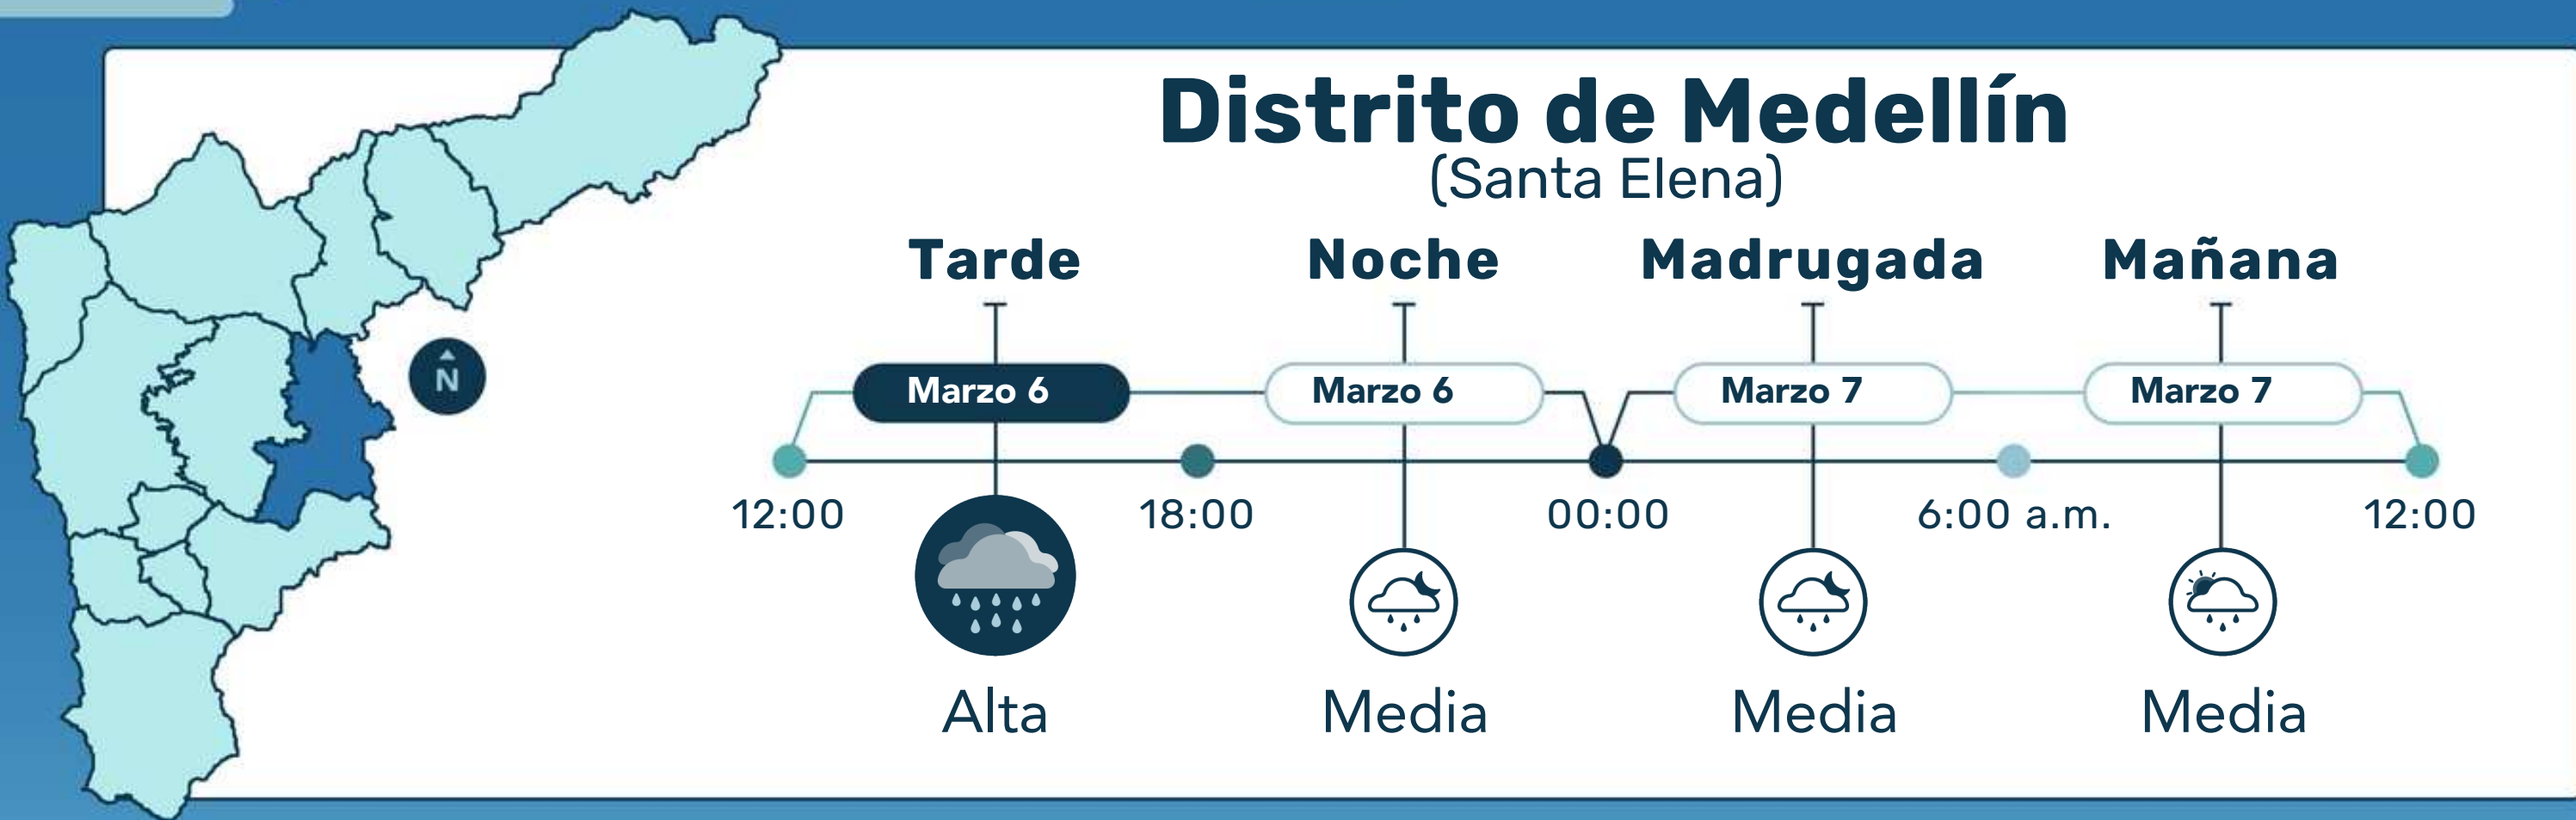 Distrito de Medellín
(Santa Elena)
Tarde Noche Madrugada Mañana
N
Marzo 6 Marzo 6 Marzo 7 Marzo 7
12:00 18:00 00:00 6:00 a.m. 12:00
Alta Media Media Media